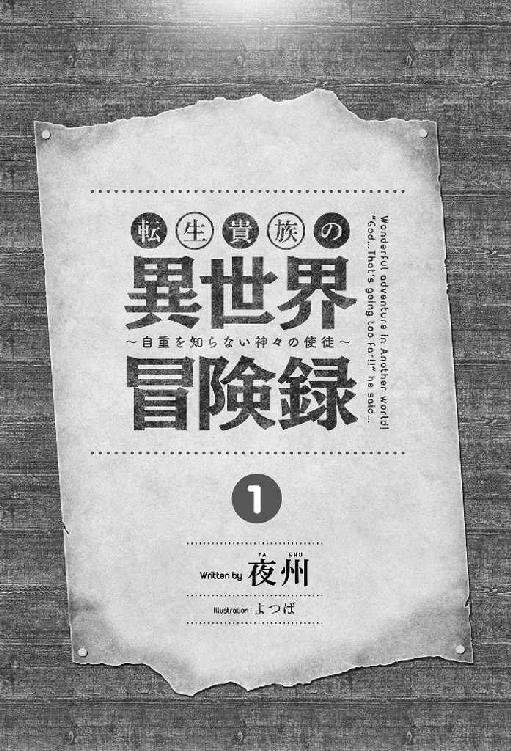 転生貴族の
異世界
～自重を知らない神々の使徒～
冒険録
Wonderful adventure in Another world!
"God...That's going too far!!" he said...
1
YA SHU
Written by 夜州
Illustration よつば